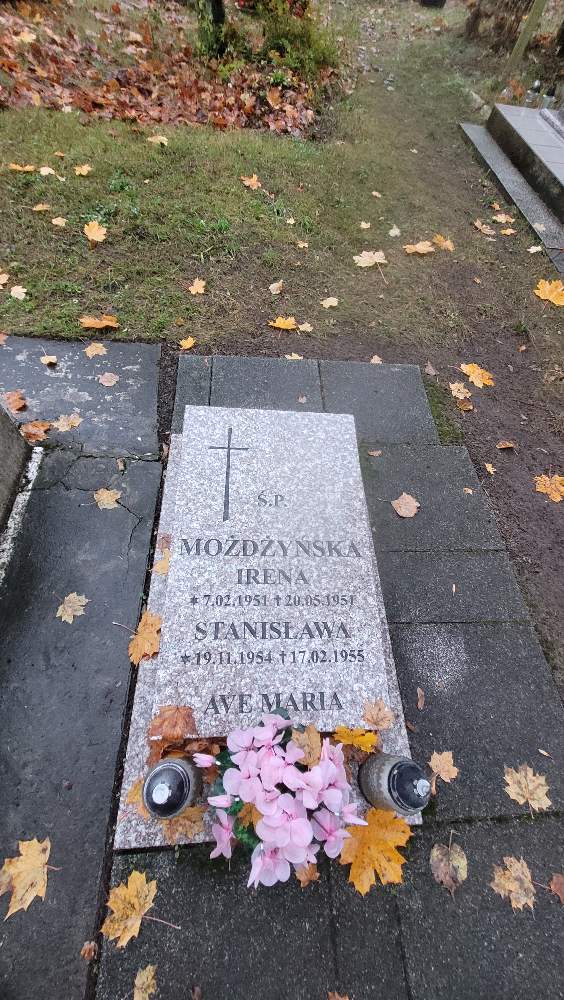 Ś.P.
MOŻDŻYŃSKA
IRENA
* 7.02.1951 † 20.05.1951
STANISŁAWA
* 19.11.1954 † 17.02.1955
AVE MARIA